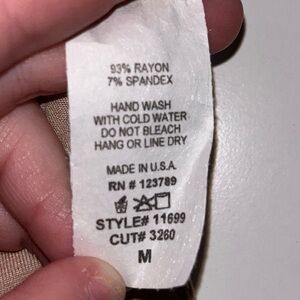 93% RAYON
7% SPANDEX
HAND WASH
WITH COLD WATER
DO NOT BLEACH
HANG OR LINE DRY
MADE IN U.S.A.
RN # 123789
STYLE# 11699
CUT# 3260
M